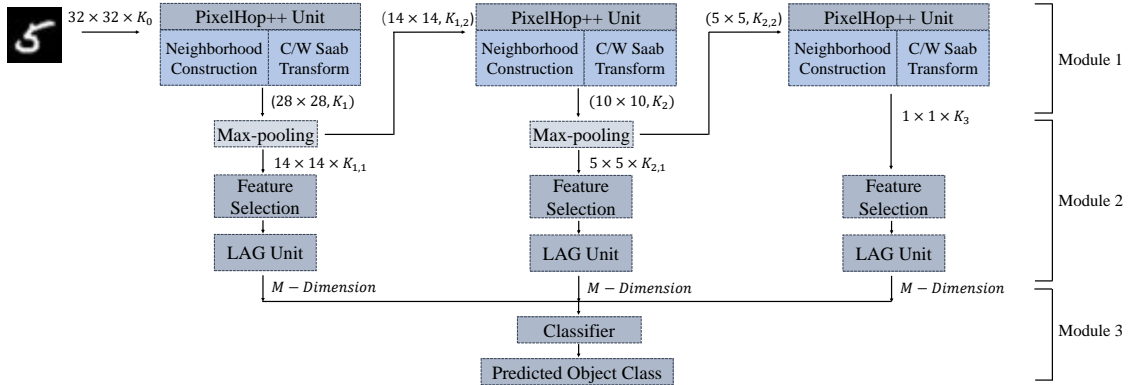 32 × 32 × K₀
PixelHop++ Unit
Neighborhood Construction
C/W Saab Transform
(14 × 14, K₁,₂)
PixelHop++ Unit
Neighborhood Construction
C/W Saab Transform
(5 × 5, K₂,₂)
PixelHop++ Unit
Neighborhood Construction
C/W Saab Transform
Module 1
(28 × 28, K₁)
(10 × 10, K₂)
1 × 1 × K₃
Max-pooling
Max-pooling
14 × 14 × K₁,₁
5 × 5 × K₂,₁
Feature Selection
Feature Selection
Feature Selection
Module 2
LAG Unit
LAG Unit
LAG Unit
M − Dimension
M − Dimension
M − Dimension
Classifier
Module 3
Predicted Object Class
5